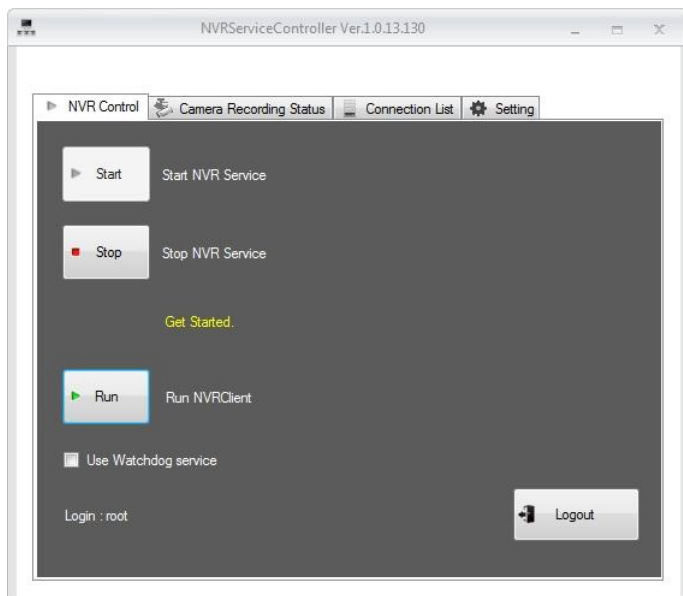 NVRServiceController Ver.1.0.13.130
NVR Control Camera Recording Status Connection List Setting
Start Start NVR Service
Stop Stop NVR Service
Get Started.
Run Run NVRClient
Use Watchdog service
Login : root
Logout